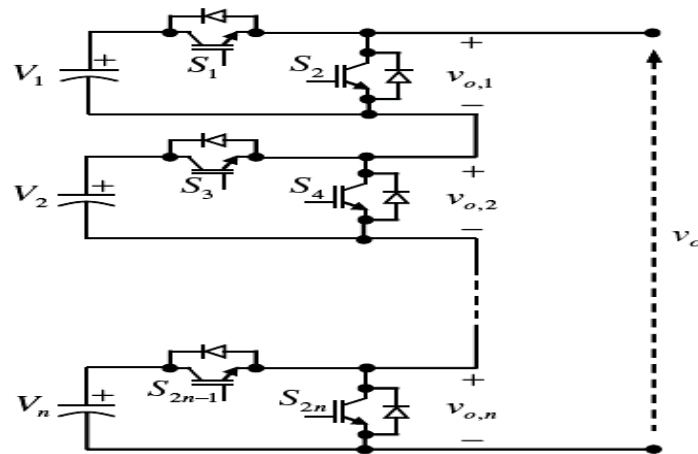 +
V₁
S₁
S₂
+
vₒ,₁
−
+
V₂
S₃
S₄
+
vₒ,₂
−
+
Vₙ
S₂ₙ₋₁
S₂ₙ
+
vₒ,ₙ
−
vₒ